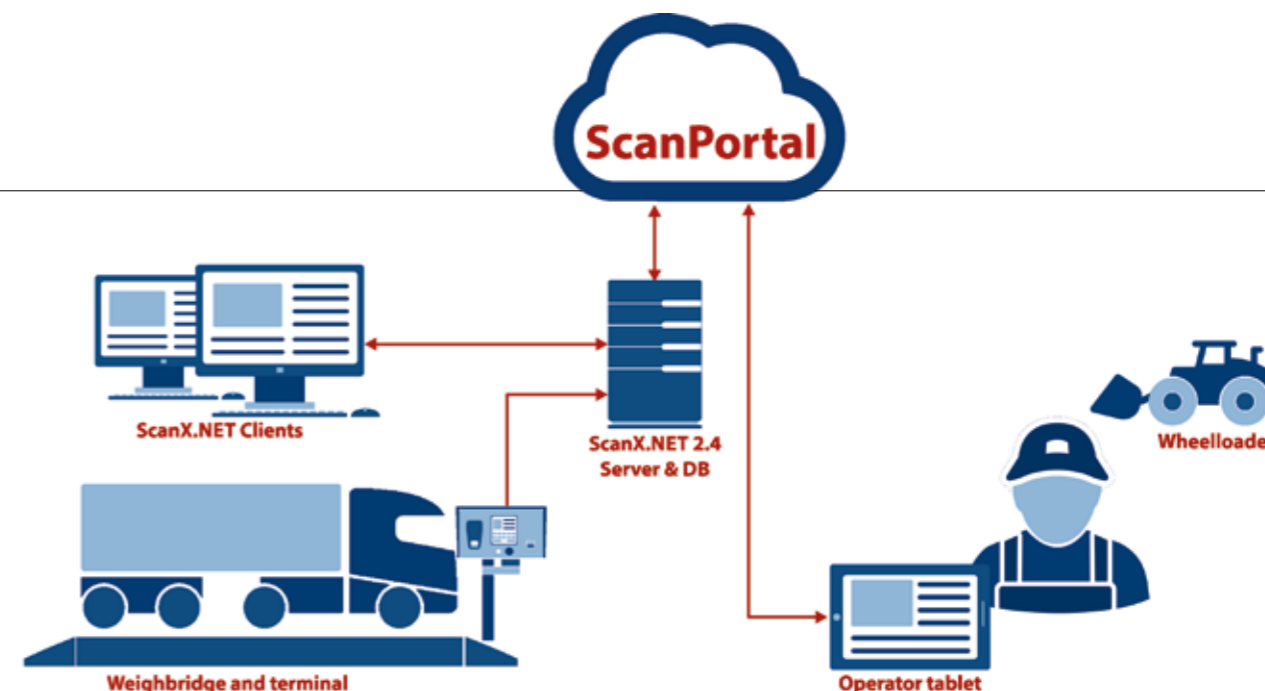 ScanPortal
ScanX.NET Clients
ScanX.NET 2.4
Server & DB
Wheelloade
Weighbridge and terminal
Operator tablet